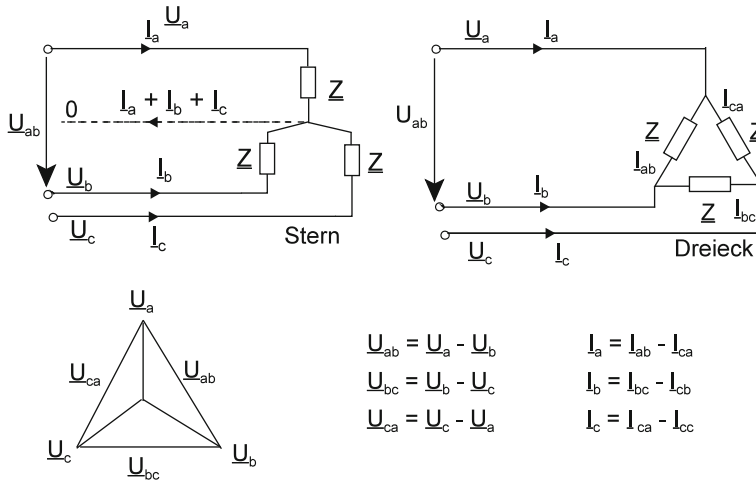 U_a
I_a
U_a I_a
Z
0 I_a + I_b + I_c
I_ca
U_ab
U_ab
Z Z
Z Z
I_ab
U_b I_b
U_b I_b
Z I_bc
U_c I_c
Stern
U_c I_c
Dreieck
U_a
U_ca U_ab
U_c U_b
U_bc
U_ab = U_a - U_b
U_bc = U_b - U_c
U_ca = U_c - U_a
I_a = I_ab - I_ca
I_b = I_bc - I_cb
I_c = I_ca - I_cc